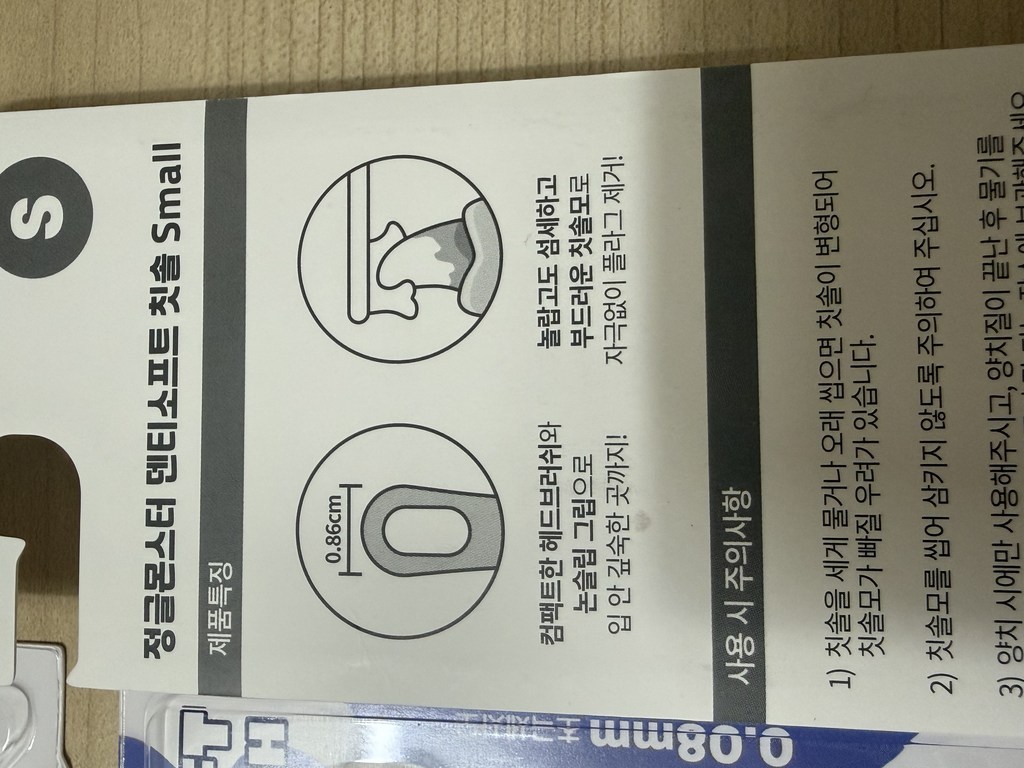 S
정글몬스터 덴티소프트 칫솔 Small
제품특징
0.86cm
컴팩트한 헤드브러쉬와
논슬립 그립으로
입 안 깊숙한 곳까지!
놀랍고도 섬세하고
부드러운 칫솔모로
자극없이 플라그 제거!
사용 시 주의사항
1) 칫솔을 세게 물거나 오래 씹으면 칫솔이 변형되어
칫솔모가 빠질 우려가 있습니다.
2) 칫솔모를 씹어 삼키지 않도록 주의하여 주십시오.
3) 양치 시에만 사용해주시고, 양치질이 끝난 후 물기를
보관해주세요
0.08mm